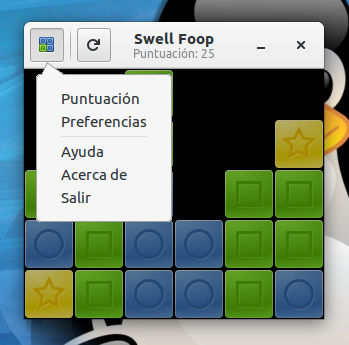 Swell Foop
Puntuación: 25
Puntuación
Preferencias
Ayuda
Acerca de
Salir